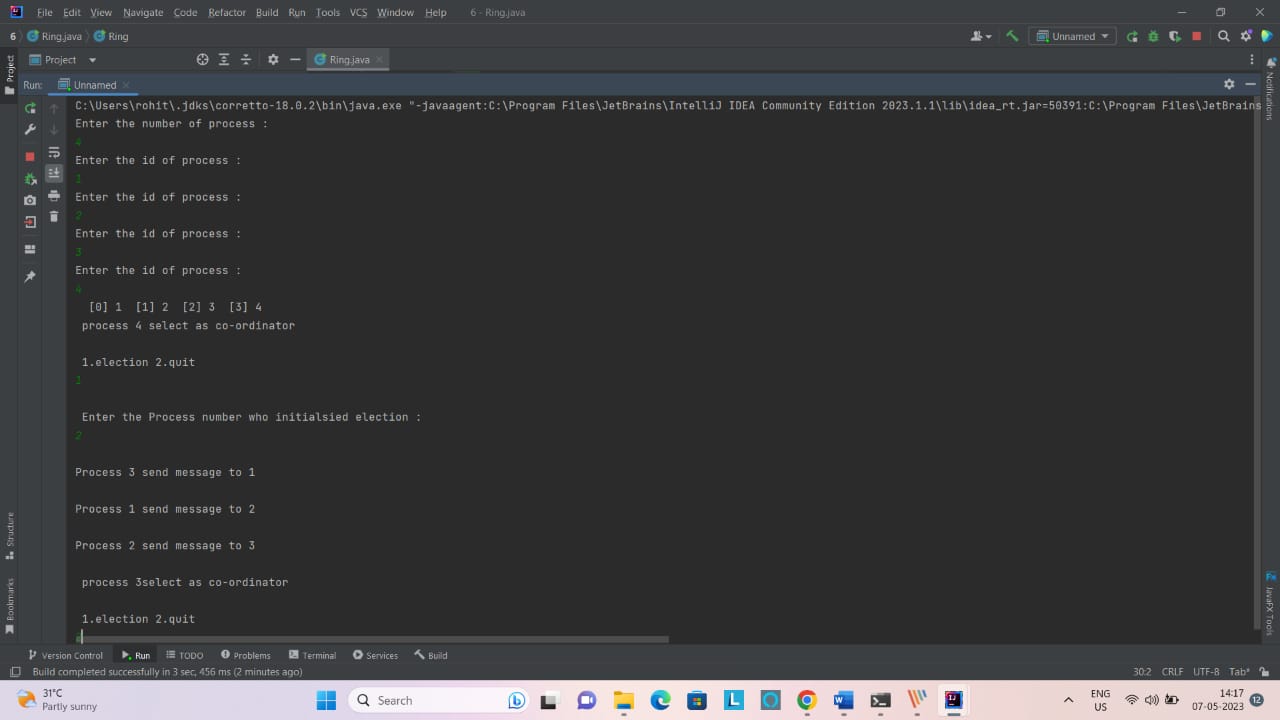 File Edit View Navigate Code Refactor Build Run Tools VCS Window Help 6 - Ring.java
6 Ring.java Ring Unnamed
Project Ring.java
Run: Unnamed
C:\Users\rohit\.jdks\corretto-18.0.2\bin\java.exe "-javaagent:C:\Program Files\JetBrains\IntelliJ IDEA Community Edition 2023.1.1\lib\idea_rt.jar=50391:C:\Program Files\JetBrains
Enter the number of process :
4
Enter the id of process :
1
Enter the id of process :
2
Enter the id of process :
3
Enter the id of process :
4
[0] 1 [1] 2 [2] 3 [3] 4
process 4 select as co-ordinator
1.election 2.quit
1
Enter the Process number who initialsied election :
2
Process 3 send message to 1
Process 1 send message to 2
Process 2 send message to 3
process 3select as co-ordinator
1.election 2.quit
Project
Structure
Bookmarks
Notifications
JavaFX Tools
Version Control Run TODO Problems Terminal Services Build
Build completed successfully in 3 sec, 456 ms (2 minutes ago) 30:2 CRLF UTF-8 Tab*
31°C
Partly sunny
Search
ENG
US
14:17
07-05-2023
12